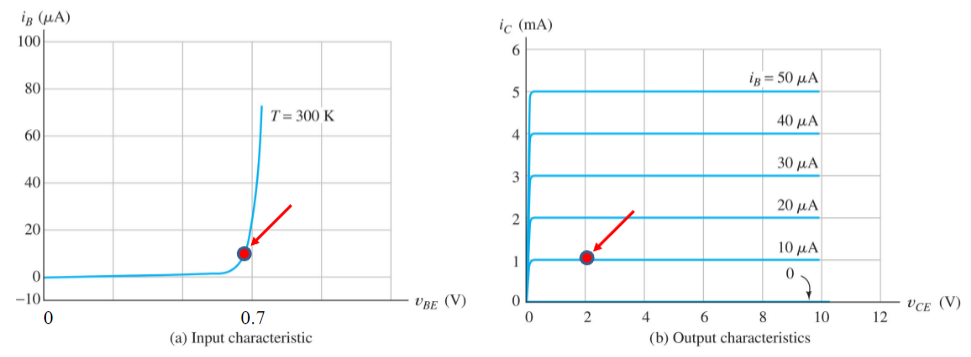 i_B (μA)
100
80
60
40
20
0
−10
0
0.7
v_BE (V)
T = 300 K
(a) Input characteristic
i_C (mA)
6
5
4
3
2
1
0
i_B = 50 μA
40 μA
30 μA
20 μA
10 μA
0
0 2 4 6 8 10 12
v_CE (V)
(b) Output characteristics